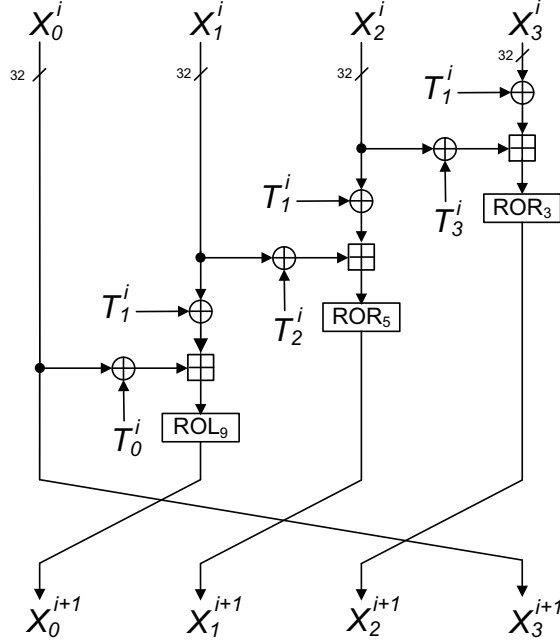 X_0^i X_1^i X_2^i X_3^i
32 32 32 32
T_1^i
T_1^i T_3^i ROR_3
T_1^i T_2^i ROR_5
T_0^i ROL_9
X_0^{i+1} X_1^{i+1} X_2^{i+1} X_3^{i+1}